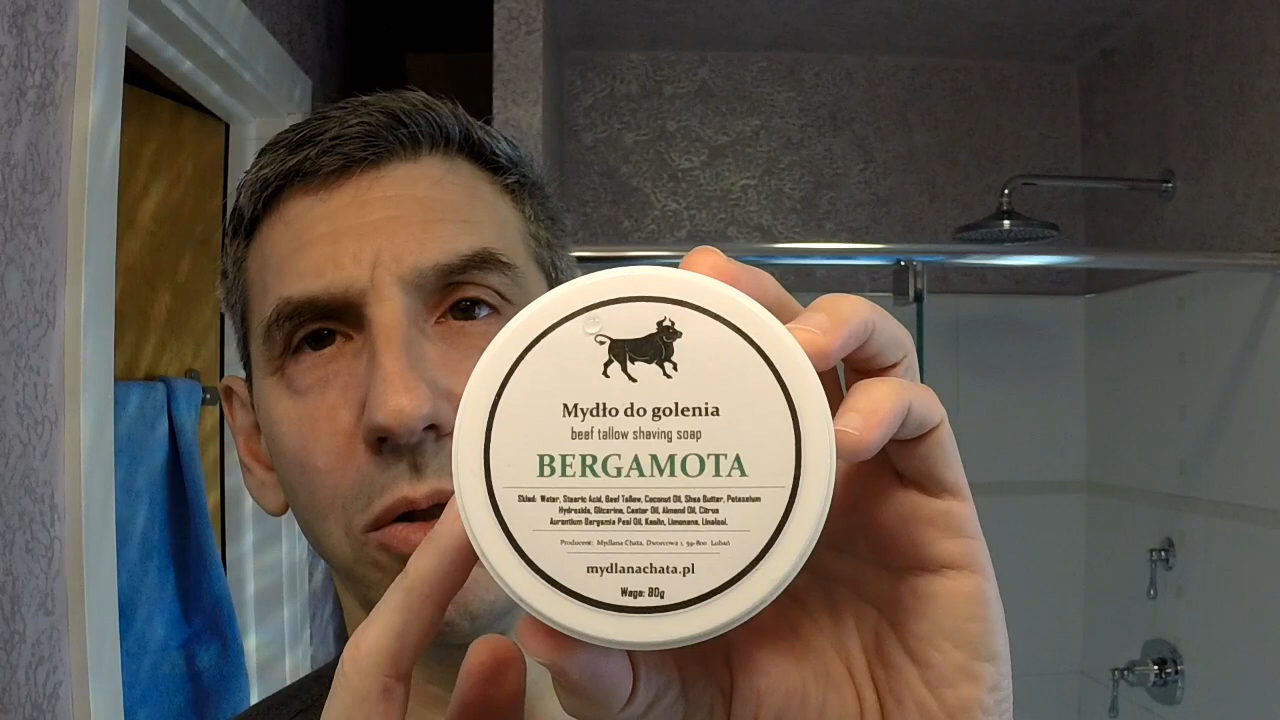 Mydło do golenia
beef tallow shaving soap
BERGAMOTA
Skład: Water, Stearic Acid, Beef Tallow, Coconut Oil, Shea Butter, Potassium
Hydroxide, Glicerine, Castor Oil, Almond Oil, Citrus
Aurantium Bergamia Peel Oil, Kaolin, Limonene, Linalool.
Producent: Mydlana Chata, Dworcowa 1, 59-800 Lubań
mydlanachata.pl
Waga: 80g